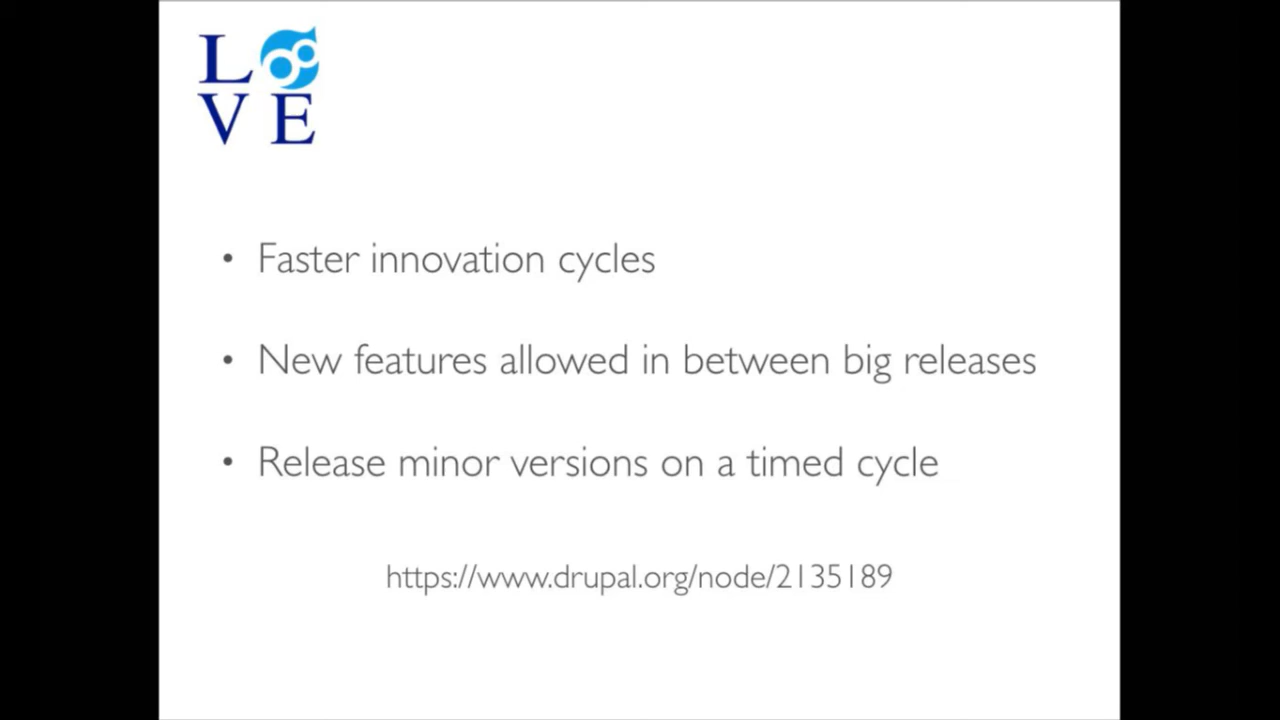 L
VE
• Faster innovation cycles
• New features allowed in between big releases
• Release minor versions on a timed cycle
https://www.drupal.org/node/2135189